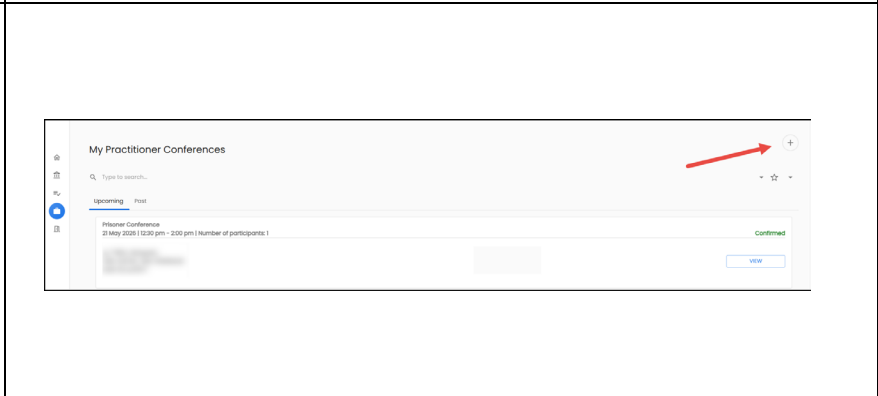 My Practitioner Conferences
Type to search...
Upcoming Past
Prisoner Conference
21 May 2026 | 12:30 pm - 2:00 pm | Number of participants: 1
Confirmed
VIEW